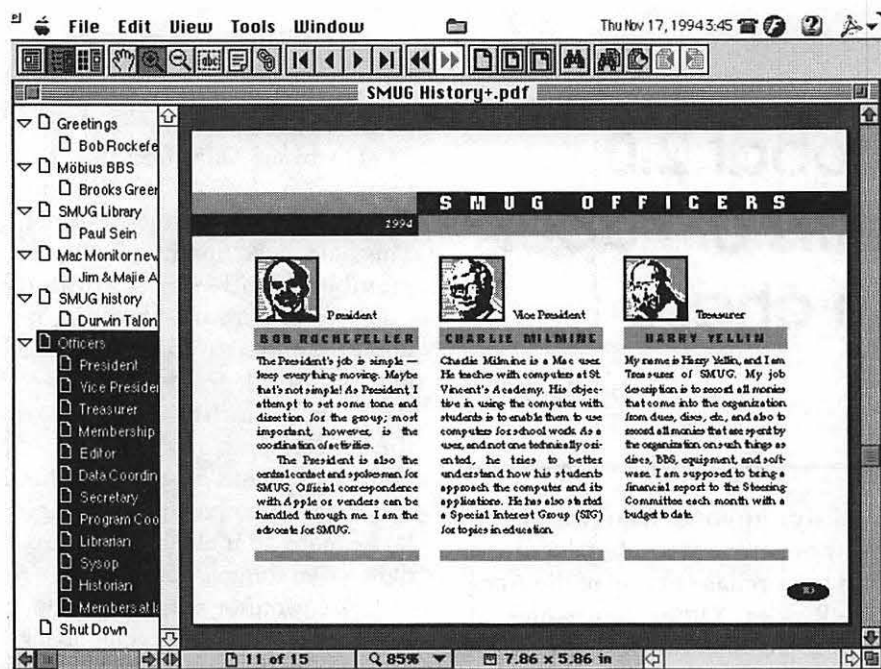 File Edit View Tools Window Thu Nov 17, 1994 3:45
abc
SMUG History+.pdf
Greetings
Bob Rockefe
Möbius BBS
Brooks Greer
SMUG Library
Paul Sein
Mac Monitor nev
Jim & Majie A
SMUG history
Durwin Talon
Officers
President
Vice Presider
Treasurer
Membership
Editor
Data Coordin
Secretary
Program Coo
Librarian
Sysop
Historian
Members at l
Shut Down
SMUG OFFICERS
1994
President
BOB ROCHEFELLER
The President's job is simple —
keep everything moving. Maybe
that's not simple! As President, I
attempt to set some tone and
direction for the group; most
important, however, is the
coordination of activities.
The President is also the
central contact and spokesman for
SMUG. Official correspondence
with Apple or vendors can be
handled through me. I am the
advocate for SMUG.
Vice President
CHARLIE MILMINE
Charlie Milmine is a Mac user.
He teaches with computers at St.
Vincent's Academy. His objec-
tive in using the computer with
students is to enable them to use
computers for school work. As a
user, and not one technically ori-
ented, he tries to better
understand how his students
approach the computer and its
applications. He has also started
a Special Interest Group (SIG)
for topics in education.
Treasurer
HARRY YELLIN
My name is Harry Yellin, and I am
Treasurer of SMUG. My job
description is to record all monies
that come into the organization
from dues, discs, etc, and also to
record all monies that are spent by
the organization on such things as
discs, BBS, equipment, and soft-
ware. I am supposed to bring a
financial report to the Steering
Committee each month with a
budget to date.
11 of 15 85% 7.86 x 5.86 in